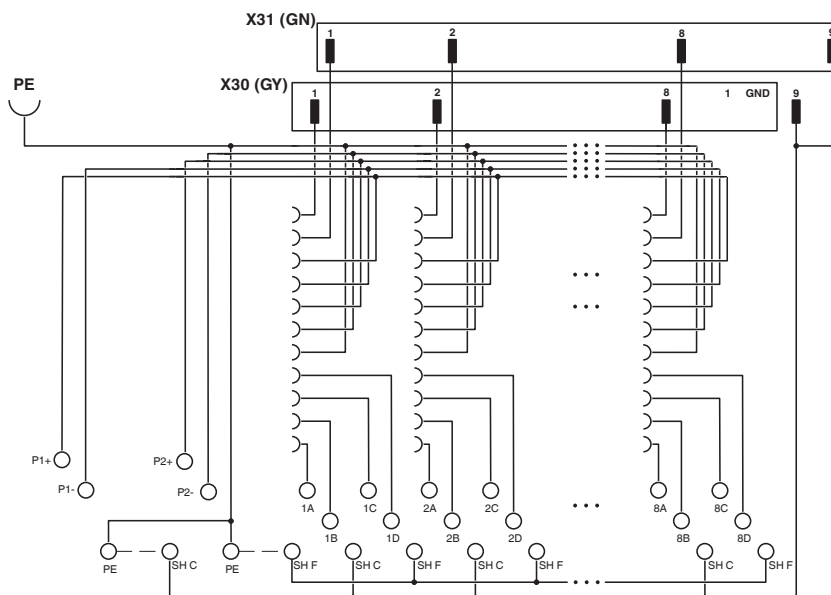 X31 (GN)
1 2 8 9
PE
X30 (GY)
1 2 8 1 GND 9
P1+ P2+
P1- P2-
1A 1C 2A 2C 8A 8C
1B 1D 2B 2D 8B 8D
PE SH C PE SH F SH C SH F SH C SH F SH C SH F